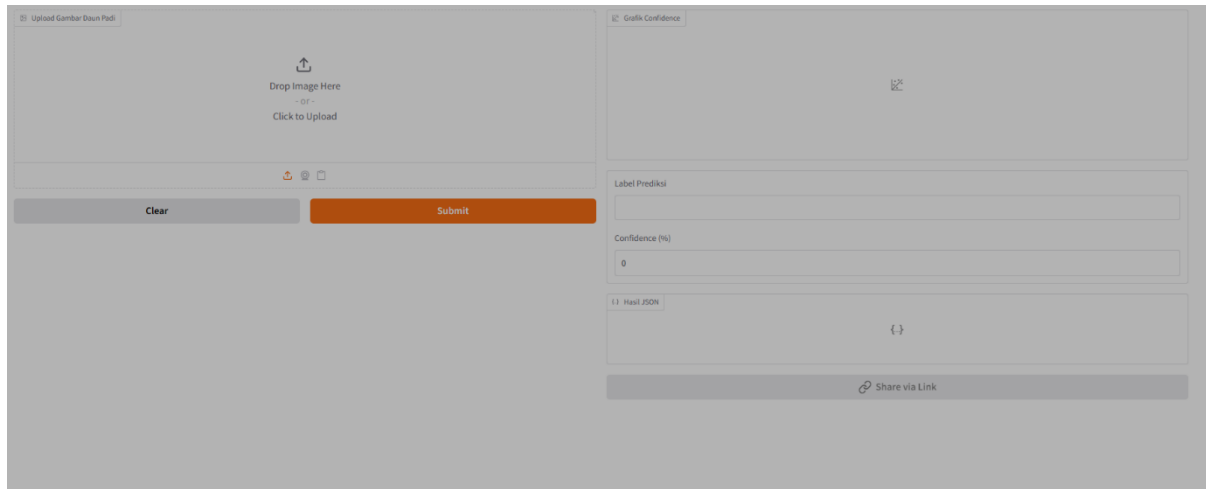 Upload Gambar Daun Padi
Drop Image Here
- or -
Click to Upload
Clear
Submit
Grafik Confidence
Label Prediksi
Confidence (%)
0
Hasil JSON
Share via Link